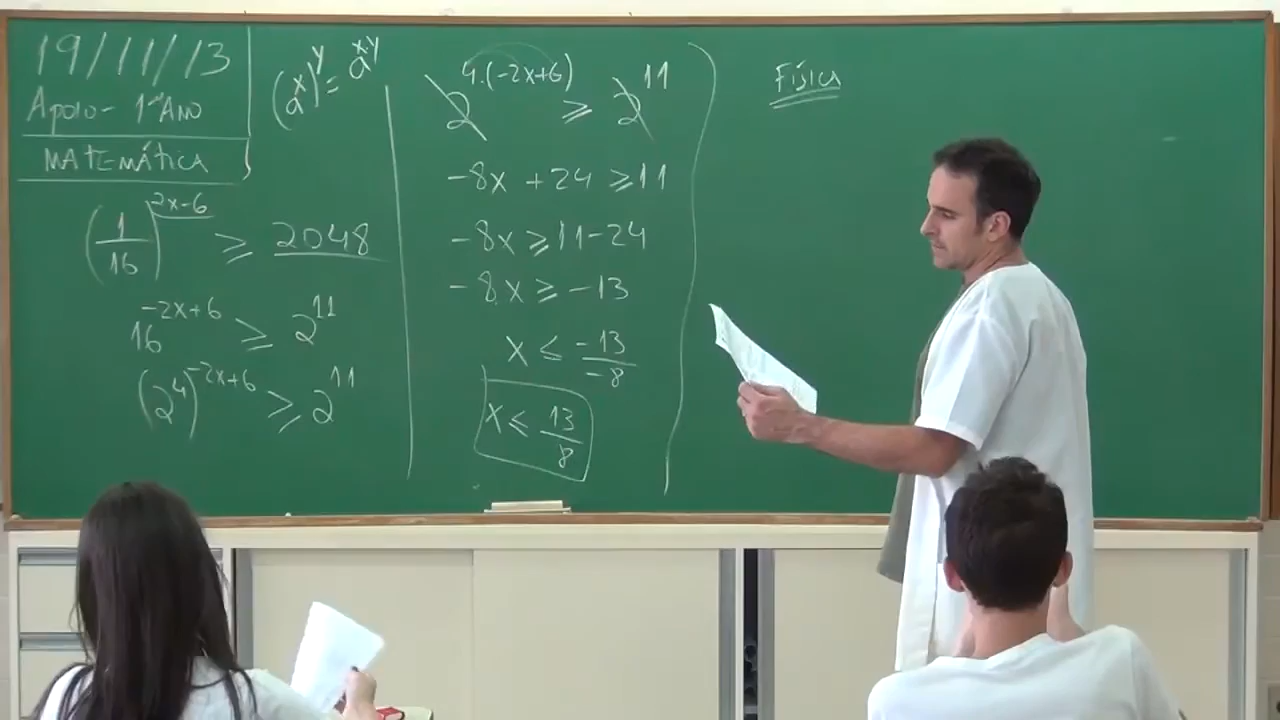 19/11/13
Apoio - 1º Ano
MATEMÁTICA
(a^x)^y = a^x.y
(1/16)^2x-6 ≥ 2048
16^-2x+6 ≥ 2^11
(2^4)^-2x+6 ≥ 2^11
2^4.(-2x+6) ≥ 2^11
-8x + 24 ≥ 11
-8x ≥ 11-24
-8.x ≥ -13
x ≤ -13/-8
x ≤ 13/8
Física